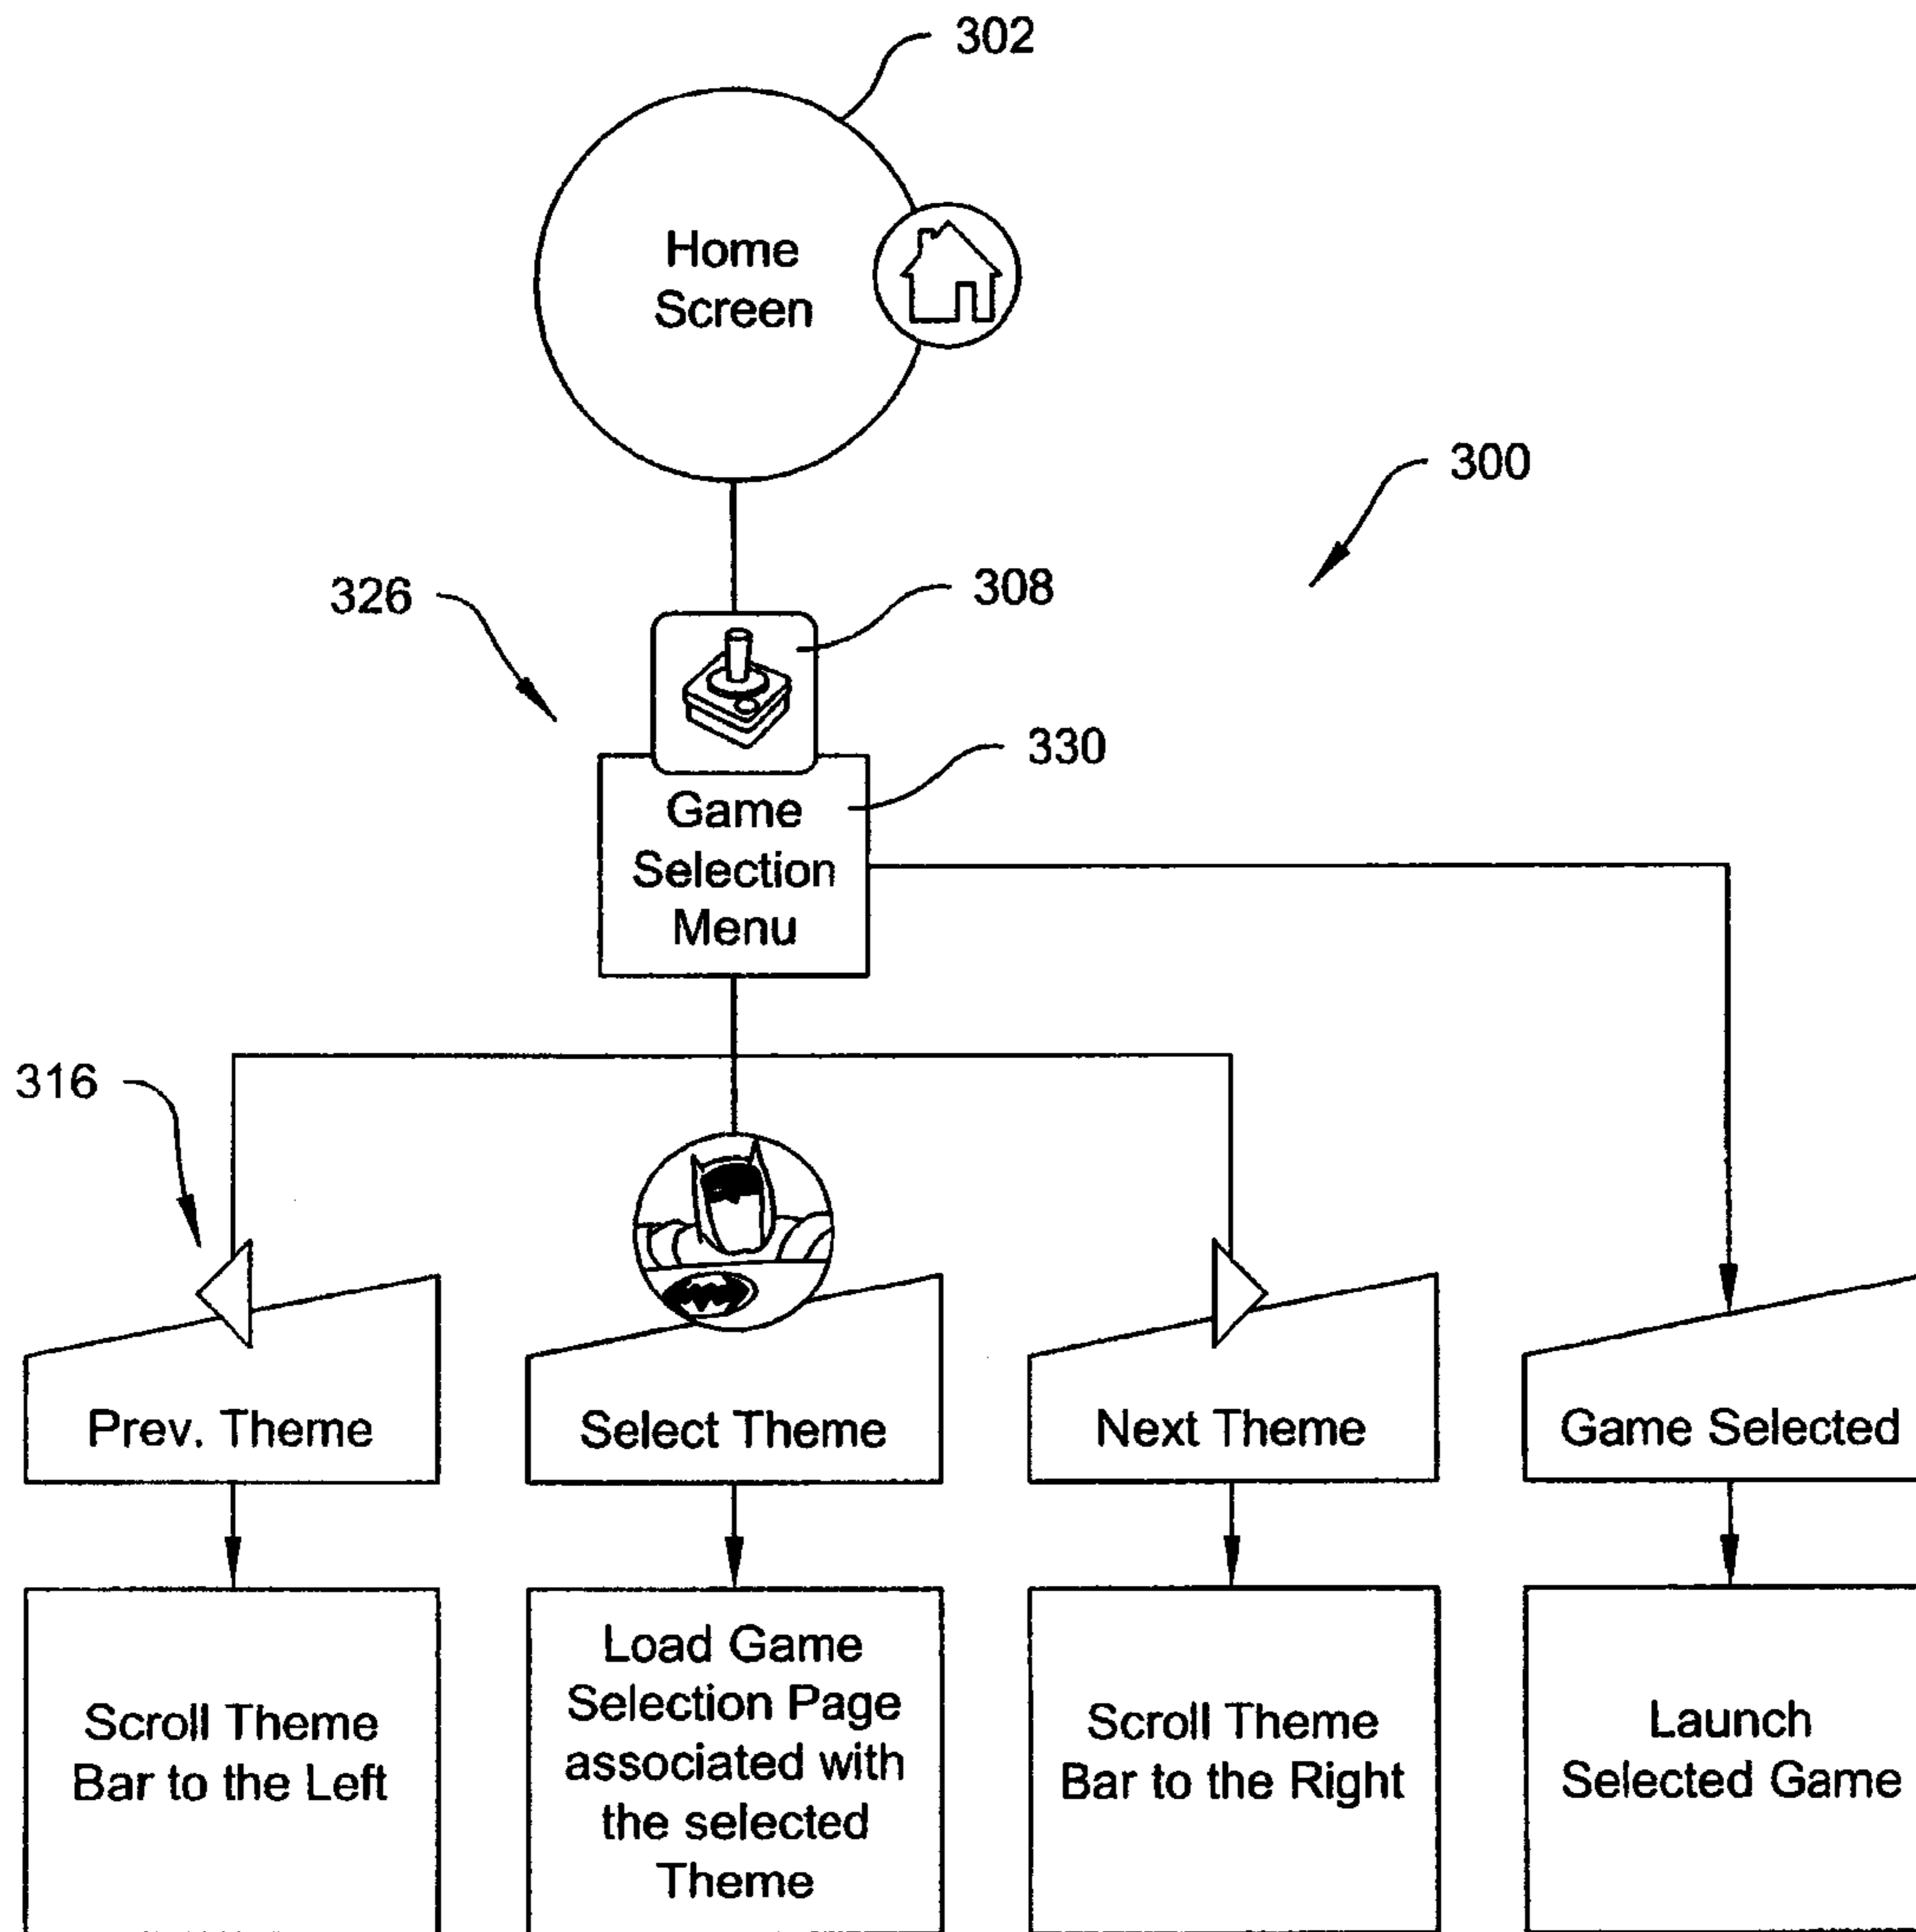 302
Home
Screen
300
326
308
330
Game
Selection
Menu
316
Prev. Theme
Select Theme
Next Theme
Game Selected
Scroll Theme
Bar to the Left
Load Game
Selection Page
associated with
the selected
Theme
Scroll Theme
Bar to the Right
Launch
Selected Game